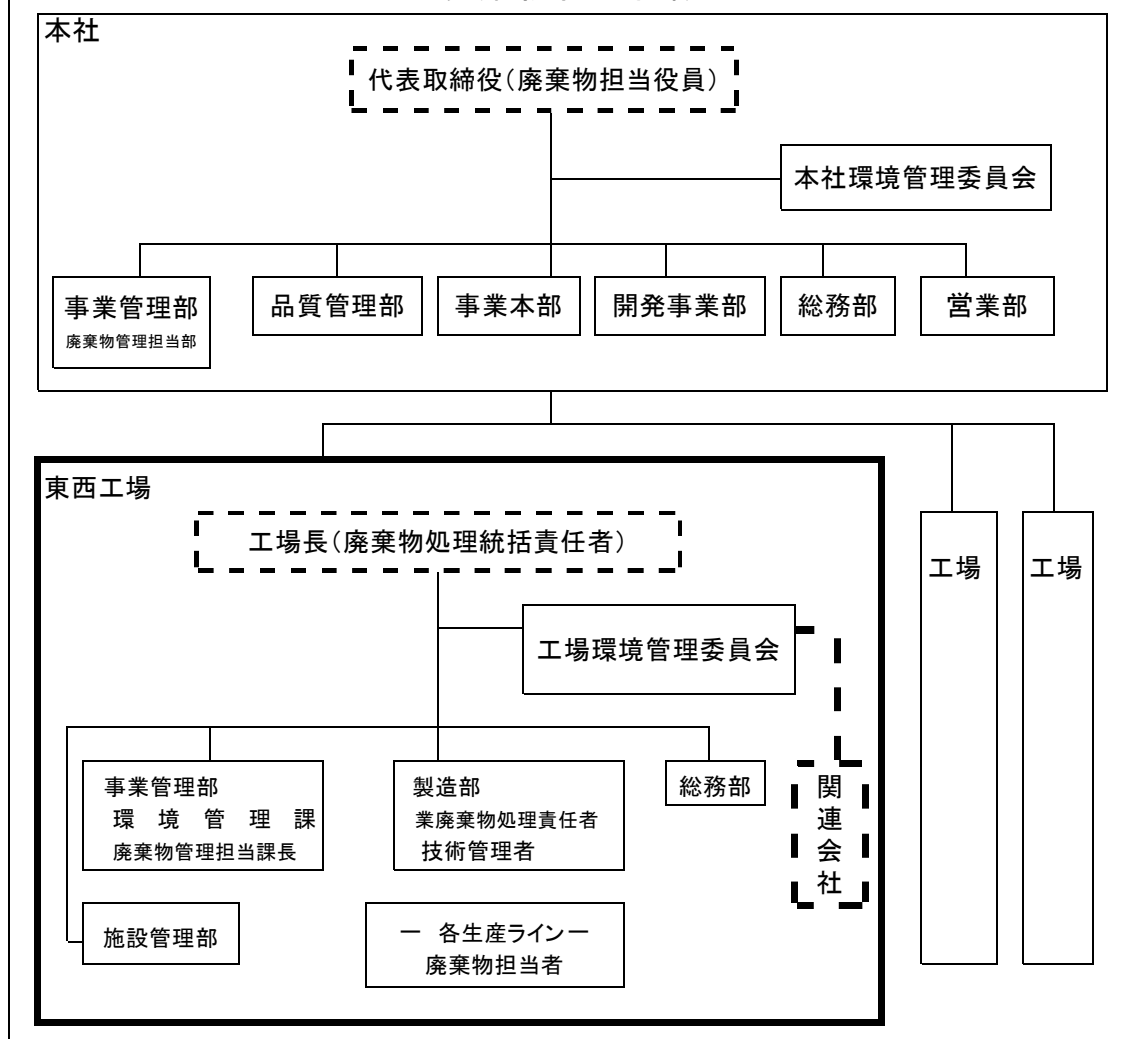 本社
代表取締役（廃棄物担当役員）
本社環境管理委員会
事業管理部
廃棄物管理担当部
品質管理部
事業本部
開発事業部
総務部
営業部
東西工場
工場長（廃棄物処理統括責任者）
工場環境管理委員会
事業管理部
環　境　管　理　課
廃棄物管理担当課長
製造部
業廃棄物処理責任者
技術管理者
総務部
関連会社
施設管理部
ー　各生産ラインー
廃棄物担当者
工場
工場